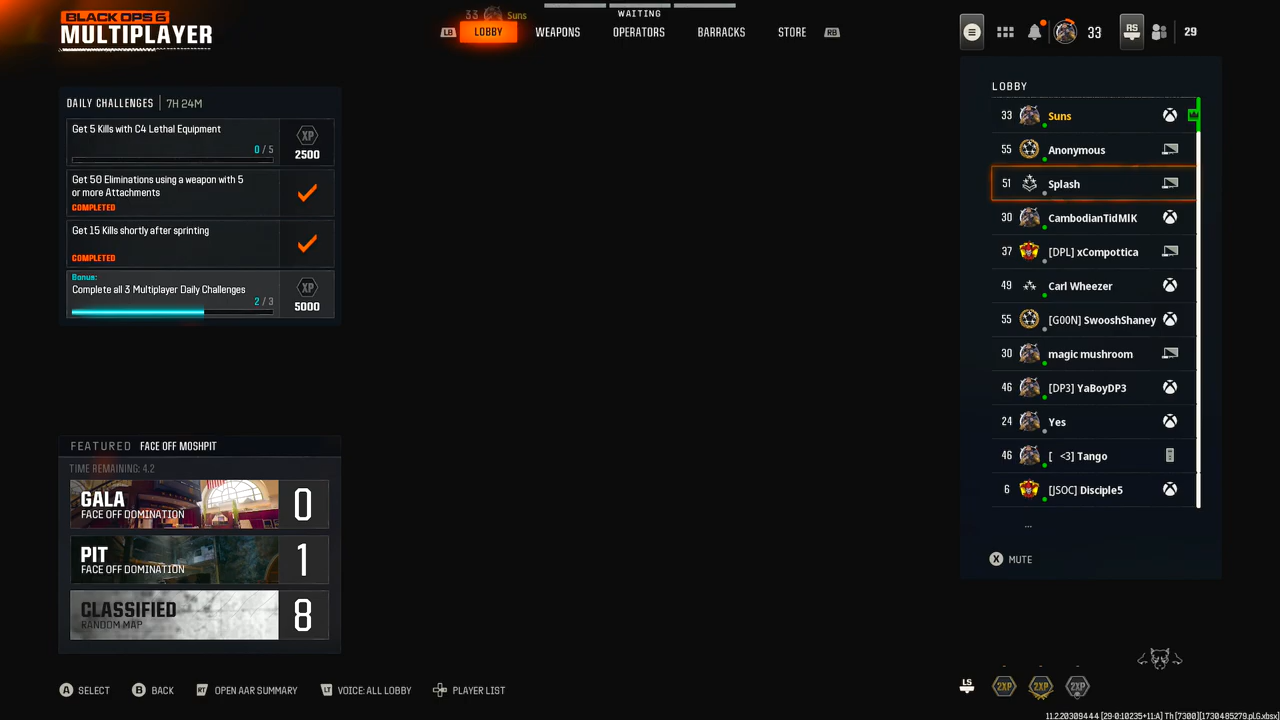 BLACK OPS 6
MULTIPLAYER
33 Suns
WAITING
LB LOBBY WEAPONS OPERATORS BARRACKS STORE RB
33 RS 29
DAILY CHALLENGES 7H 24M
Get 5 Kills with C4 Lethal Equipment
0 / 5
XP
2500
Get 50 Eliminations using a weapon with 5
or more Attachments
COMPLETED
Get 15 Kills shortly after sprinting
COMPLETED
Bonus:
Complete all 3 Multiplayer Daily Challenges
2 / 3
XP
5000
FEATURED FACE OFF MOSHPIT
TIME REMAINING: 4.2
GALA
FACE OFF DOMINATION
0
PIT
FACE OFF DOMINATION
1
CLASSIFIED
RANDOM MAP
8
LOBBY
33 Suns
55 Anonymous
51 Splash
30 CambodianTidMlK
37 [DPL] xCompottica
49 Carl Wheezer
55 [G00N] SwooshShaney
30 magic mushroom
46 [DP3] YaBoyDP3
24 Yes
46 [ <3] Tango
6 [JSOC] Disciple5
...
X MUTE
A SELECT B BACK RT OPEN AAR SUMMARY LT VOICE: ALL LOBBY PLAYER LIST
LS 2XP 2XP 2XP